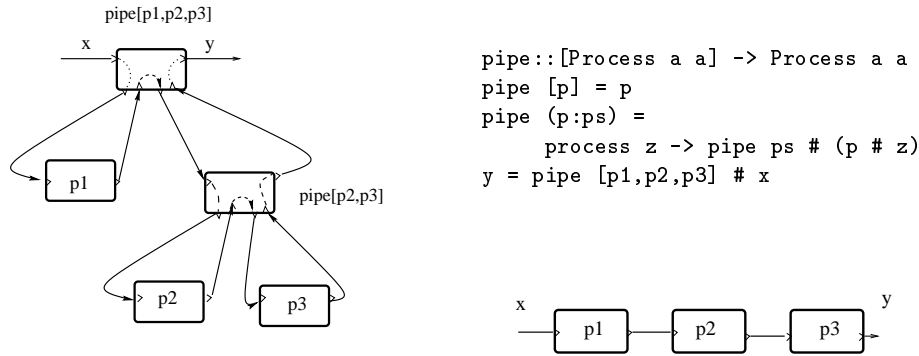 pipe[p1,p2,p3]
x
y
p1
pipe[p2,p3]
p2
p3
pipe::[Process a a] -> Process a a
pipe [p] = p
pipe (p:ps) =
process z -> pipe ps # (p # z)
y = pipe [p1,p2,p3] # x
x
p1
p2
p3
y